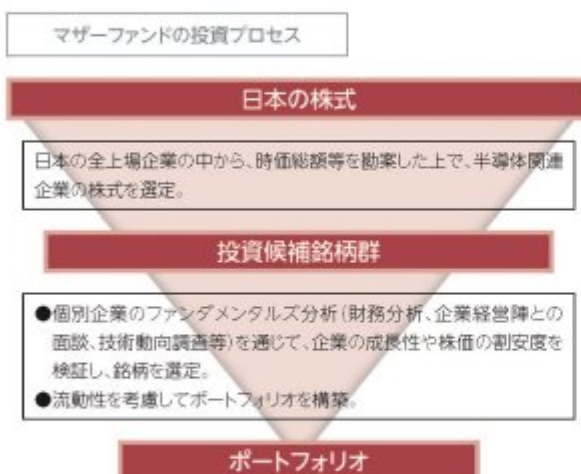 マザーファンドの投資プロセス
日本の株式
日本の全上場企業の中から、時価総額等を勘案した上で、半導体関連
企業の株式を選定。
投資候補銘柄群
●個別企業のファンダメンタルズ分析(財務分析、企業経営陣との
面談、技術動向調査等)を通じて、企業の成長性や株価の割安度を
検証し、銘柄を選定。
●流動性を考慮してポートフォリオを構築。
ポートフォリオ